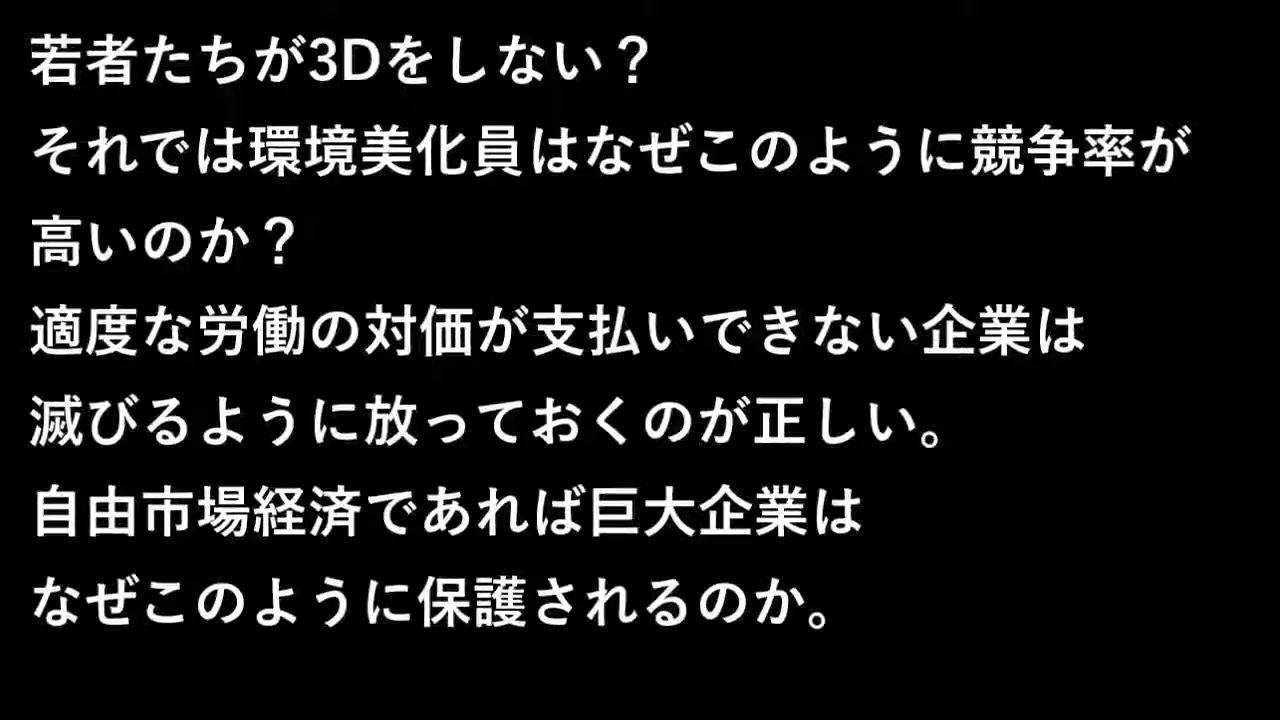 若者たちが3Dをしない？
それでは環境美化員はなぜこのように競争率が
高いのか？
適度な労働の対価が支払いできない企業は
滅びるように放っておくのが正しい。
自由市場経済であれば巨大企業は
なぜこのように保護されるのか。